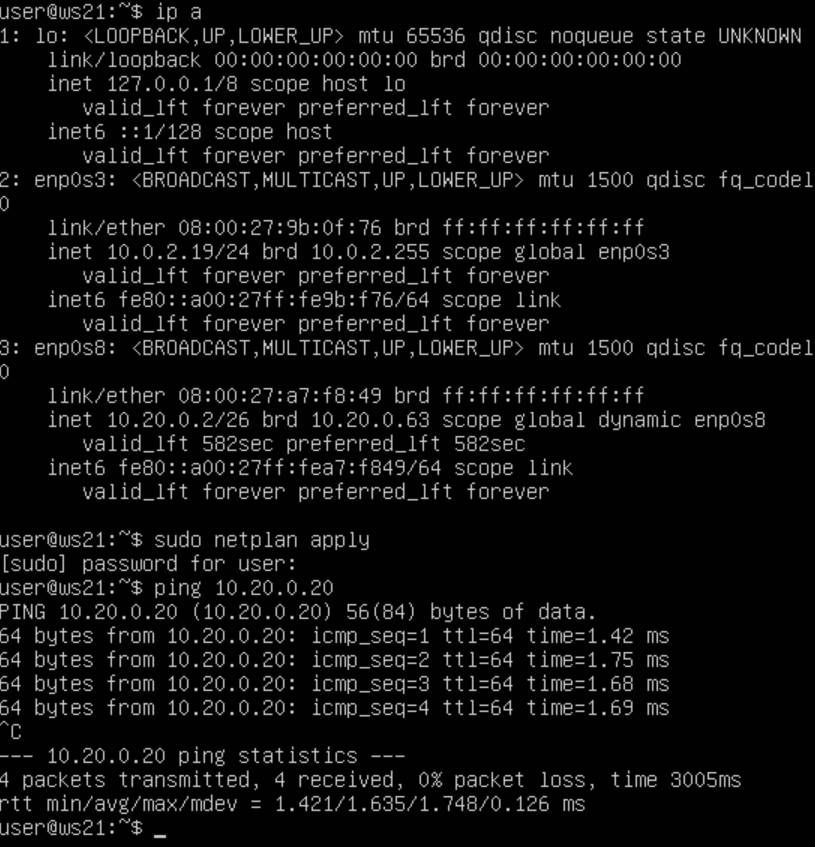 user@ws21:~$ ip a
1: lo: <LOOPBACK,UP,LOWER_UP> mtu 65536 qdisc noqueue state UNKNOWN
    link/loopback 00:00:00:00:00:00 brd 00:00:00:00:00:00
    inet 127.0.0.1/8 scope host lo
       valid_lft forever preferred_lft forever
    inet6 ::1/128 scope host
       valid_lft forever preferred_lft forever
2: enp0s3: <BROADCAST,MULTICAST,UP,LOWER_UP> mtu 1500 qdisc fq_codel
0
    link/ether 08:00:27:9b:0f:76 brd ff:ff:ff:ff:ff:ff
    inet 10.0.2.19/24 brd 10.0.2.255 scope global enp0s3
       valid_lft forever preferred_lft forever
    inet6 fe80::a00:27ff:fe9b:f76/64 scope link
       valid_lft forever preferred_lft forever
3: enp0s8: <BROADCAST,MULTICAST,UP,LOWER_UP> mtu 1500 qdisc fq_codel
0
    link/ether 08:00:27:a7:f8:49 brd ff:ff:ff:ff:ff:ff
    inet 10.20.0.2/26 brd 10.20.0.63 scope global dynamic enp0s8
       valid_lft 582sec preferred_lft 582sec
    inet6 fe80::a00:27ff:fea7:f849/64 scope link
       valid_lft forever preferred_lft forever
user@ws21:~$ sudo netplan apply
[sudo] password for user:
user@ws21:~$ ping 10.20.0.20
PING 10.20.0.20 (10.20.0.20) 56(84) bytes of data.
64 bytes from 10.20.0.20: icmp_seq=1 ttl=64 time=1.42 ms
64 bytes from 10.20.0.20: icmp_seq=2 ttl=64 time=1.75 ms
64 bytes from 10.20.0.20: icmp_seq=3 ttl=64 time=1.68 ms
64 bytes from 10.20.0.20: icmp_seq=4 ttl=64 time=1.69 ms
^C
--- 10.20.0.20 ping statistics ---
4 packets transmitted, 4 received, 0% packet loss, time 3005ms
rtt min/avg/max/mdev = 1.421/1.635/1.748/0.126 ms
user@ws21:~$ _